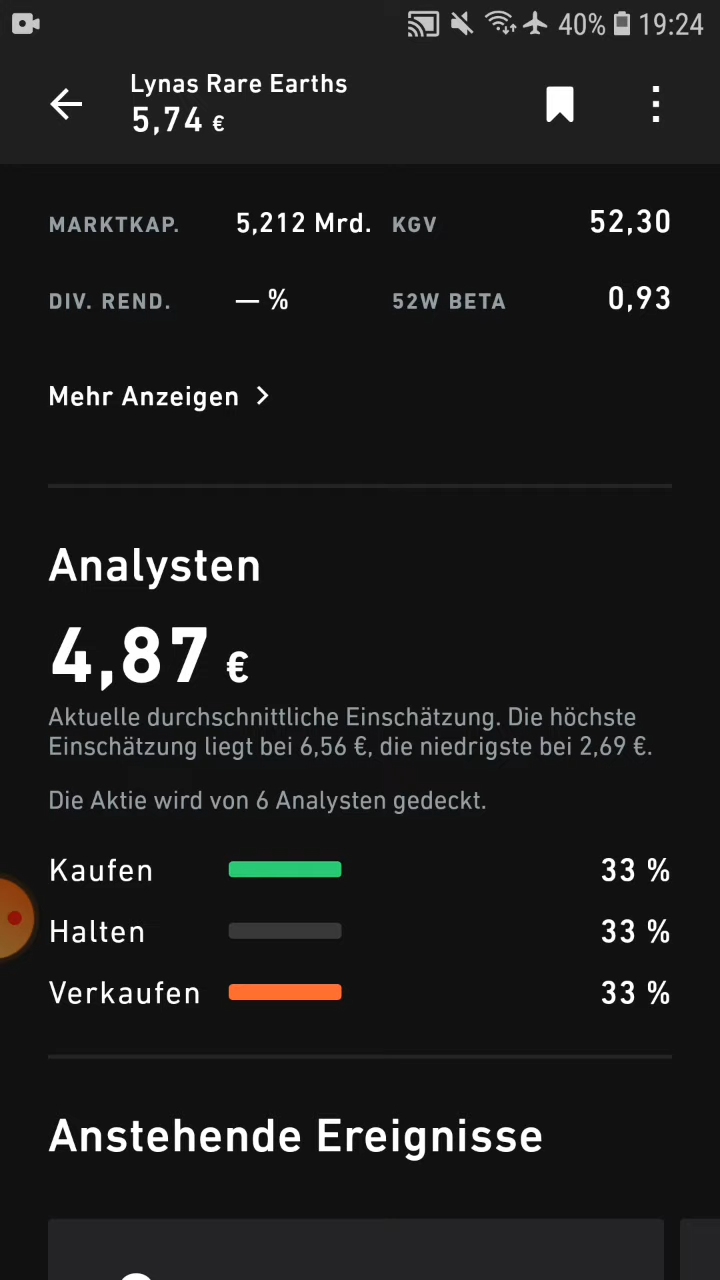 40% 19:24
Lynas Rare Earths
5,74 €
MARKTKAP. 5,212 Mrd. KGV 52,30
DIV. REND. — % 52W BETA 0,93
Mehr Anzeigen
Analysten
4,87 €
Aktuelle durchschnittliche Einschätzung. Die höchste
Einschätzung liegt bei 6,56 €, die niedrigste bei 2,69 €.
Die Aktie wird von 6 Analysten gedeckt.
Kaufen 33 %
Halten 33 %
Verkaufen 33 %
Anstehende Ereignisse